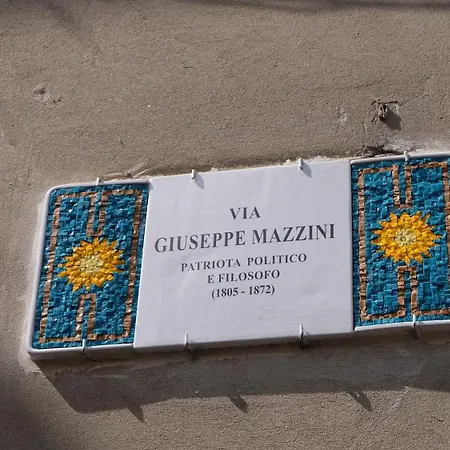 VIA
GIUSEPPE MAZZINI
PATRIOTA POLITICO
E FILOSOFO
(1805 - 1872)